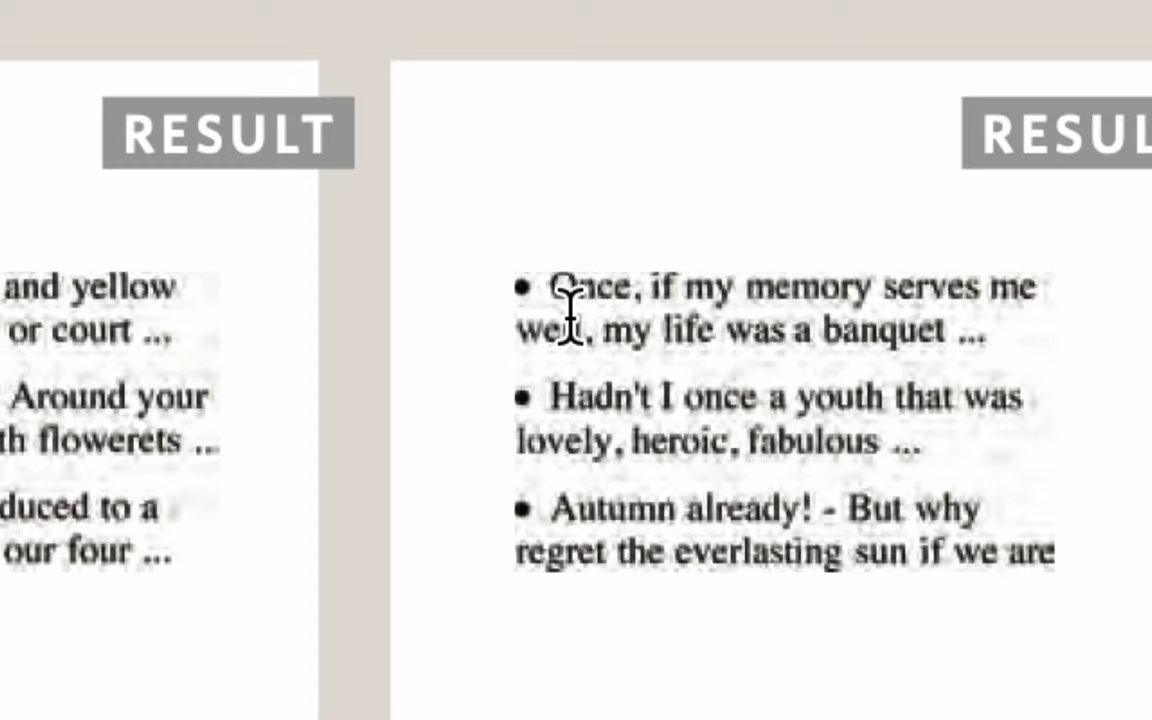 RESULT
and yellow
or court ...
Around your
th flowerets ...
duced to a
our four ...
RESUL
• Once, if my memory serves me
well, my life was a banquet ...
• Hadn't I once a youth that was
lovely, heroic, fabulous ...
• Autumn already! - But why
regret the everlasting sun if we are